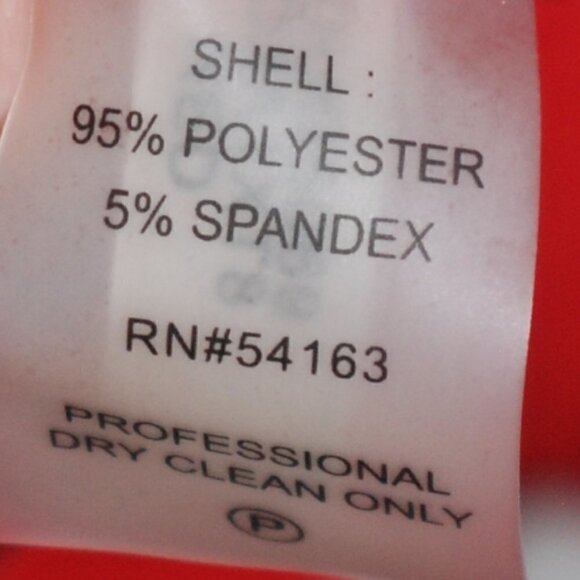 SHELL :
95% POLYESTER
5% SPANDEX
RN#54163
PROFESSIONAL
DRY CLEAN ONLY
P